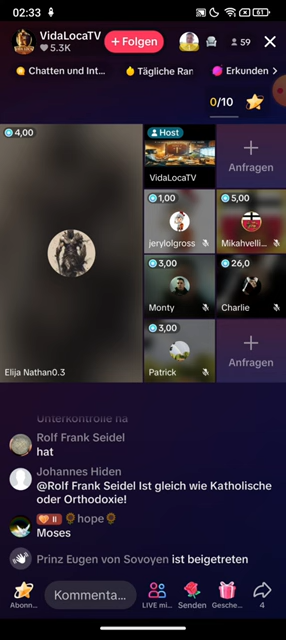 02:33
61
VidaLocaTV
5.3K
+ Folgen
59
Chatten und Int...
Tägliche Ran
Erkunden
0/10
4,00
Host
VidaLocaTV
Anfragen
1,00
jerylolgross
5,00
Mikahvelli...
3,00
Monty
26,0
Charlie
3,00
Patrick
Anfragen
Elija Nathan0.3
Unterkontrolle ha
Rolf Frank Seidel
hat
Johannes Hiden
@Rolf Frank Seidel Ist gleich wie Katholische
oder Orthodoxie!
II 🌻hope🌻
Moses
Prinz Eugen von Sovoyen ist beigetreten
Abonn...
Kommenta...
LIVE mi...
Senden
Gesche...
4